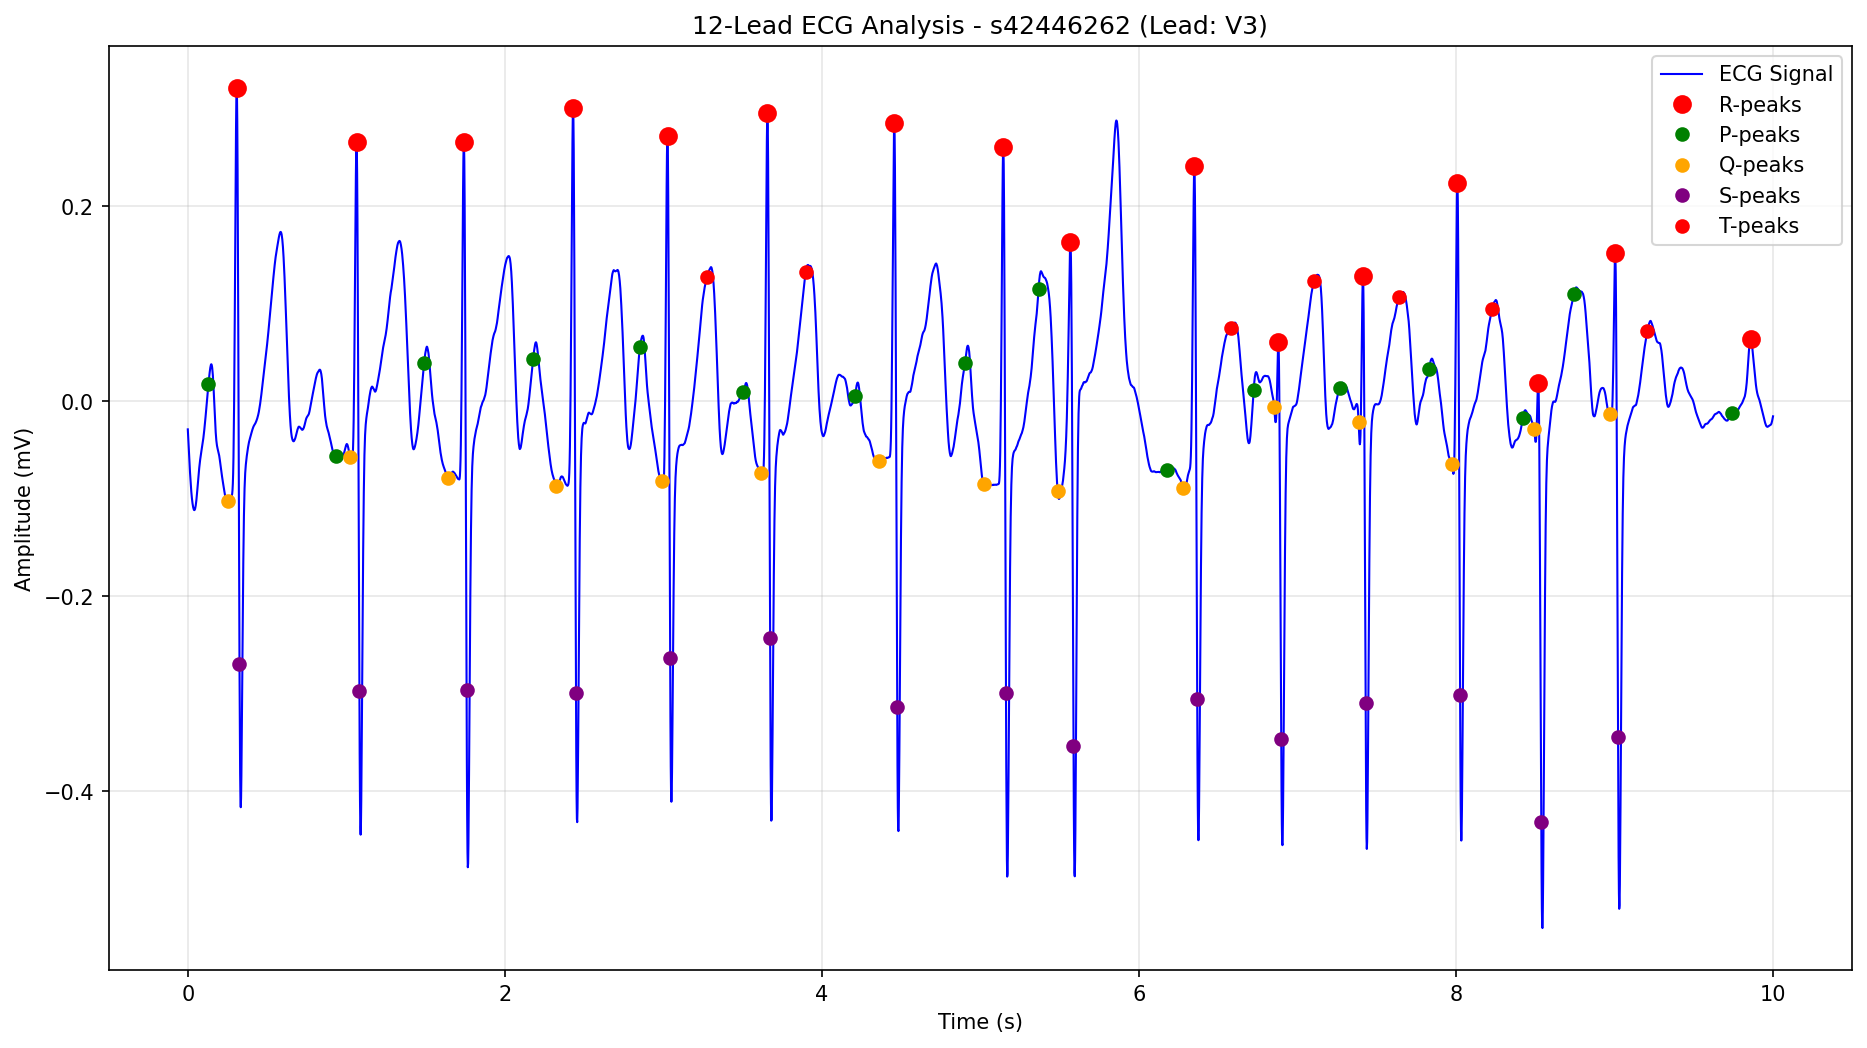 12-Lead ECG Analysis - s42446262 (Lead: V3)
ECG Signal
R-peaks
P-peaks
Q-peaks
S-peaks
T-peaks
Amplitude (mV)
0.2
0.0
−0.2
−0.4
0 2 4 6 8 10
Time (s)